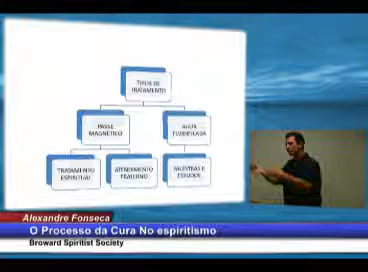 TIPOS DE
TRATAMENTO
PASSE
MAGNÉTICO
ÁGUA
FLUIDIFICADA
TRATAMENTO
ESPIRITUAL
ATENDIMENTO
FRATERNO
PALESTRAS E
ESTUDOS
Alexandre Fonseca
O Processo da Cura No espiritismo
Broward Spiritist Society